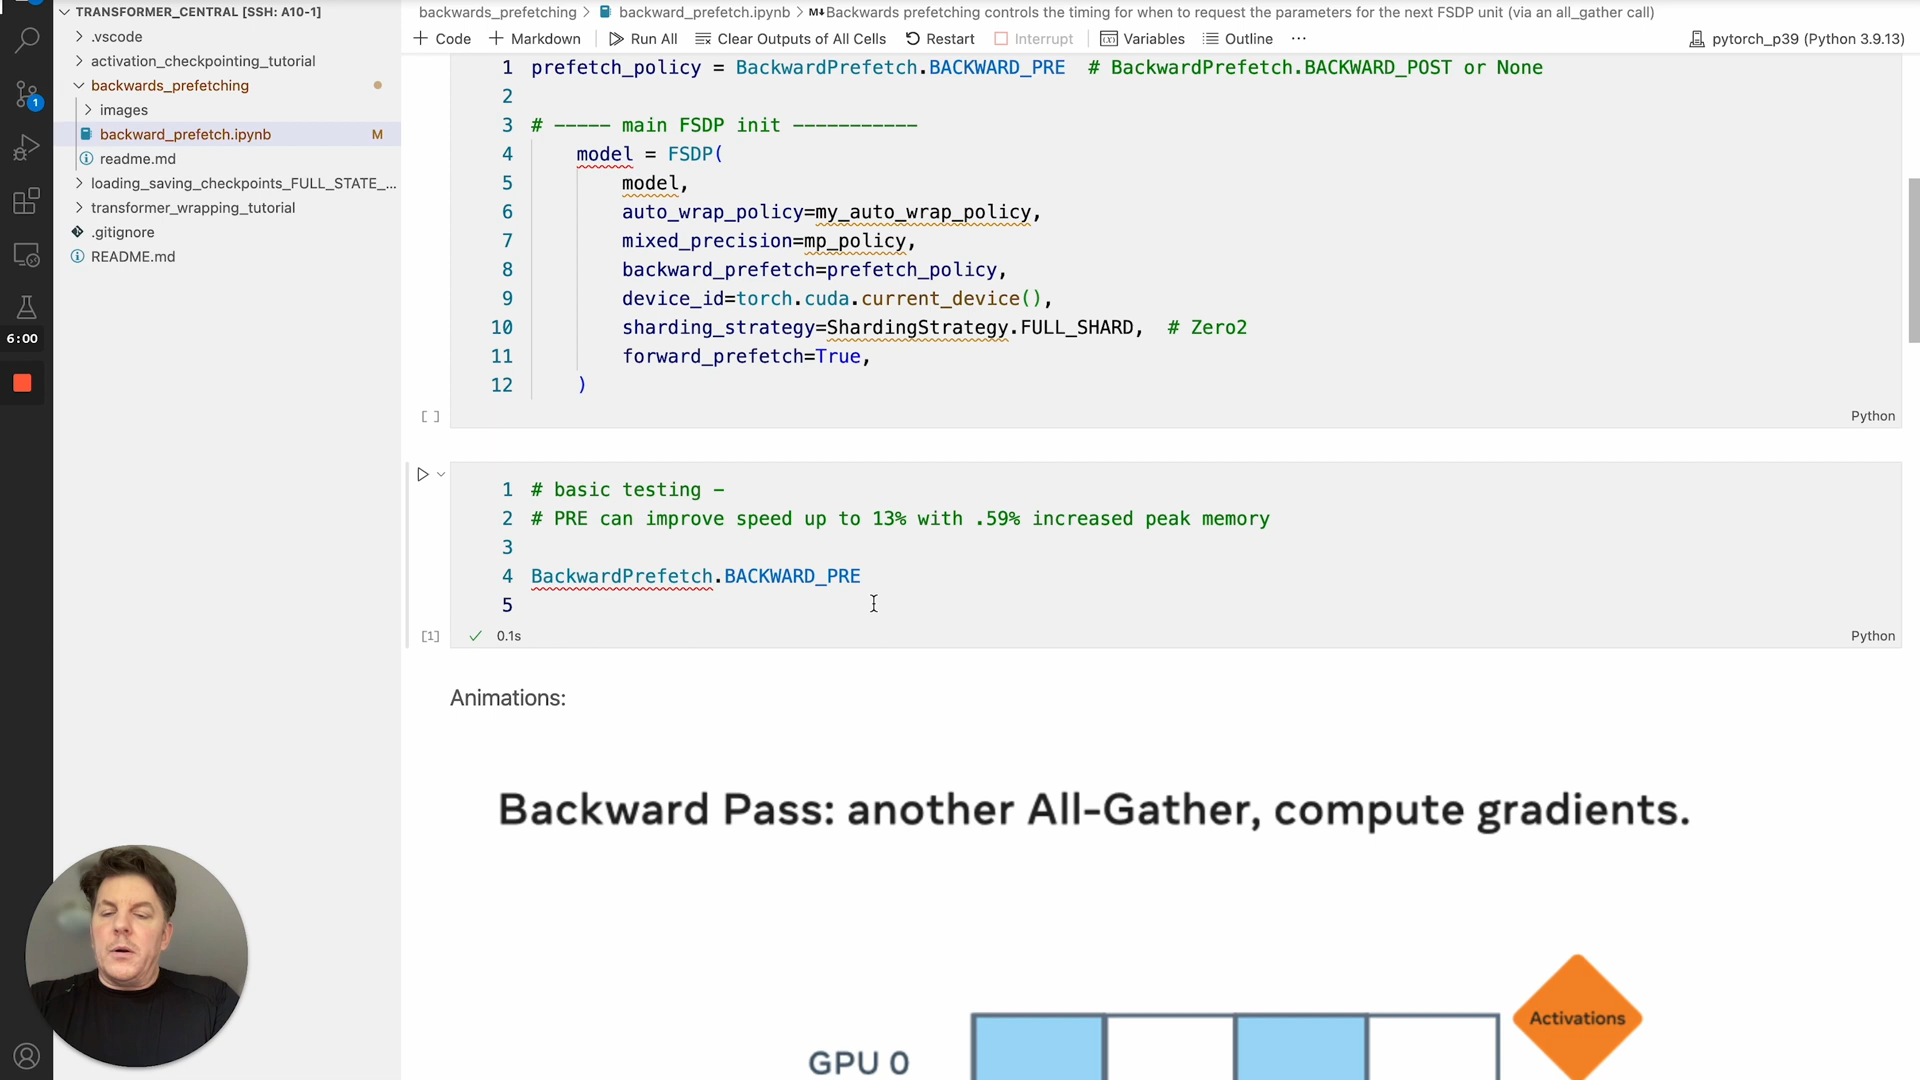 TRANSFORMER_CENTRAL [SSH: A10-1]
.vscode
activation_checkpointing_tutorial
backwards_prefetching
images
backward_prefetch.ipynb M
readme.md
loading_saving_checkpoints_FULL_STATE_...
transformer_wrapping_tutorial
.gitignore
README.md
1
6:00
backwards_prefetching > backward_prefetch.ipynb > M↓Backwards prefetching controls the timing for when to request the parameters for the next FSDP unit (via an all_gather call)
+ Code + Markdown Run All Clear Outputs of All Cells Restart Interrupt Variables Outline ··· pytorch_p39 (Python 3.9.13)
1 prefetch_policy = BackwardPrefetch.BACKWARD_PRE # BackwardPrefetch.BACKWARD_POST or None
2
3 # ----- main FSDP init -----------
4 model = FSDP(
5 model,
6 auto_wrap_policy=my_auto_wrap_policy,
7 mixed_precision=mp_policy,
8 backward_prefetch=prefetch_policy,
9 device_id=torch.cuda.current_device(),
10 sharding_strategy=ShardingStrategy.FULL_SHARD, # Zero2
11 forward_prefetch=True,
12 )
[ ] Python
1 # basic testing -
2 # PRE can improve speed up to 13% with .59% increased peak memory
3
4 BackwardPrefetch.BACKWARD_PRE
5
[1] ✓ 0.1s Python
Animations:
Backward Pass: another All-Gather, compute gradients.
Activations
GPU 0